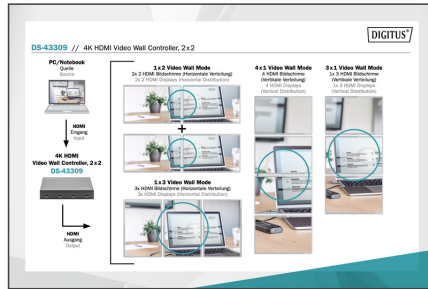 DIGITUS®
DS-43309 // 4K HDMI Video Wall Controller, 2x2
PC/Notebook
Quelle
Source
HDMI
Eingang
Input
4K HDMI
Video Wall Controller, 2x2
DS-43309
HDMI
Ausgang
Output
1x2 Video Wall Mode
2x 2 HDMI Bildschirme (Horizontale Verteilung)
2x 2 HDMI Displays (Horizontal Distribution)
+
1x3 Video Wall Mode
3x HDMI Bildschirme (Horizontale Verteilung)
3x HDMI Displays (Horizontal Distribution)
4x1 Video Wall Mode
4 HDMI Bildschirme
(Vertikale Verteilung)
4 HDMI Displays
(Vertical Distribution)
3x1 Video Wall Mode
1x 3 HDMI Bildschirme
(Vertikale Verteilung)
1x 3 HDMI Displays
(Vertical Distribution)